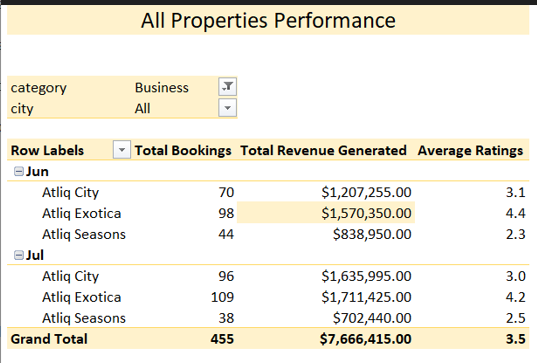 All Properties Performance
category Business
city All
Row Labels Total Bookings Total Revenue Generated Average Ratings
Jun
Atliq City 70 $1,207,255.00 3.1
Atliq Exotica 98 $1,570,350.00 4.4
Atliq Seasons 44 $838,950.00 2.3
Jul
Atliq City 96 $1,635,995.00 3.0
Atliq Exotica 109 $1,711,425.00 4.2
Atliq Seasons 38 $702,440.00 2.5
Grand Total 455 $7,666,415.00 3.5